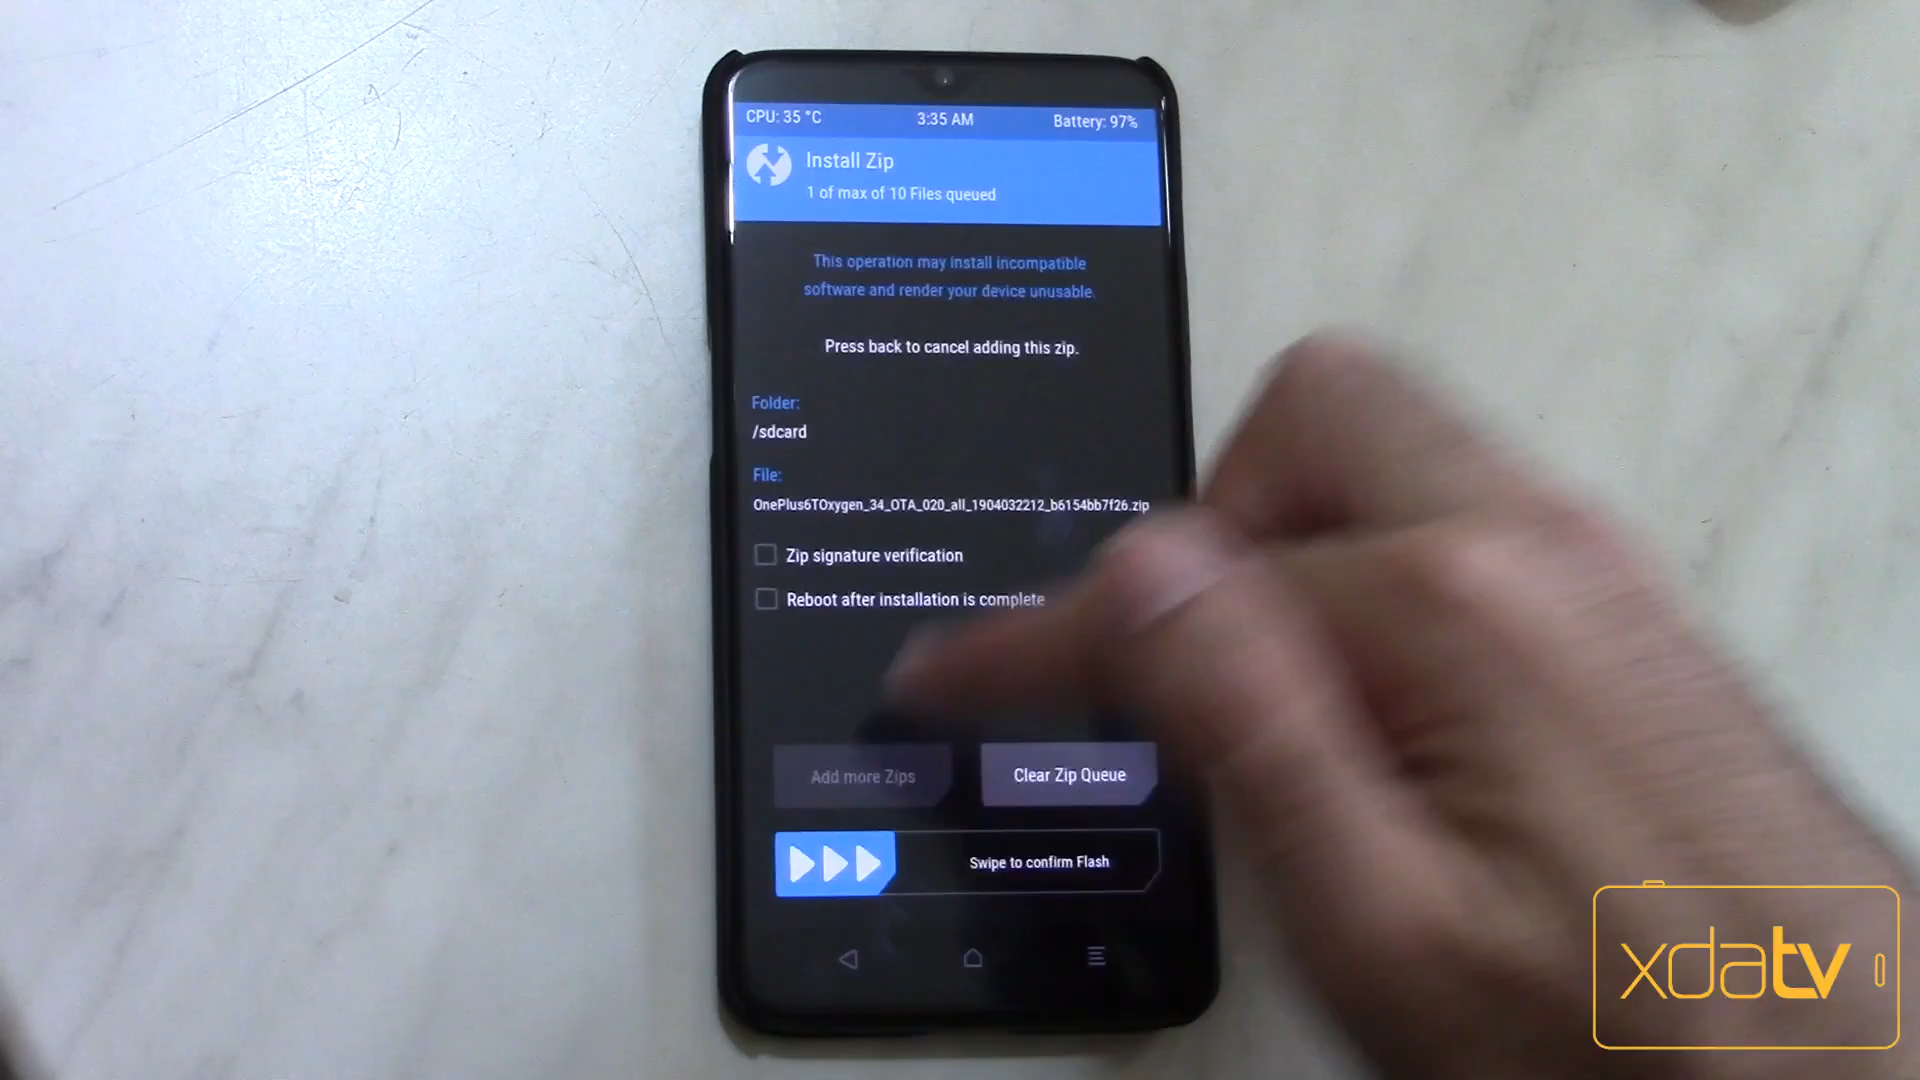 CPU: 35 °C
3:35 AM
Battery: 97%
Install Zip
1 of max of 10 Files queued
This operation may install incompatible
software and render your device unusable.
Press back to cancel adding this zip.
Folder:
/sdcard
File:
OnePlus6TOxygen_34_OTA_020_all_1904032212_b6154bb7f26.zip
Zip signature verification
Reboot after installation is complete
Add more Zips
Clear Zip Queue
Swipe to confirm Flash
xdatv